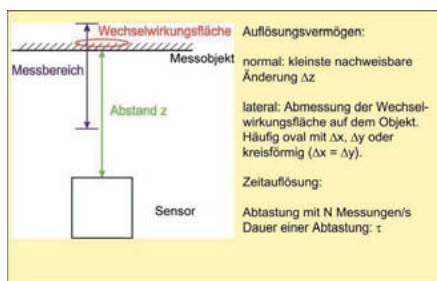 Wechselwirkungsfläche
Messobjekt
Messbereich
Abstand z
Sensor
Auflösungsvermögen:
normal: kleinste nachweisbare
Änderung Δz
lateral: Abmessung der Wechsel-
wirkungsfläche auf dem Objekt.
Häufig oval mit Δx, Δy oder
kreisförmig (Δx = Δy).
Zeitauflösung:
Abtastung mit N Messungen/s
Dauer einer Abtastung: τ